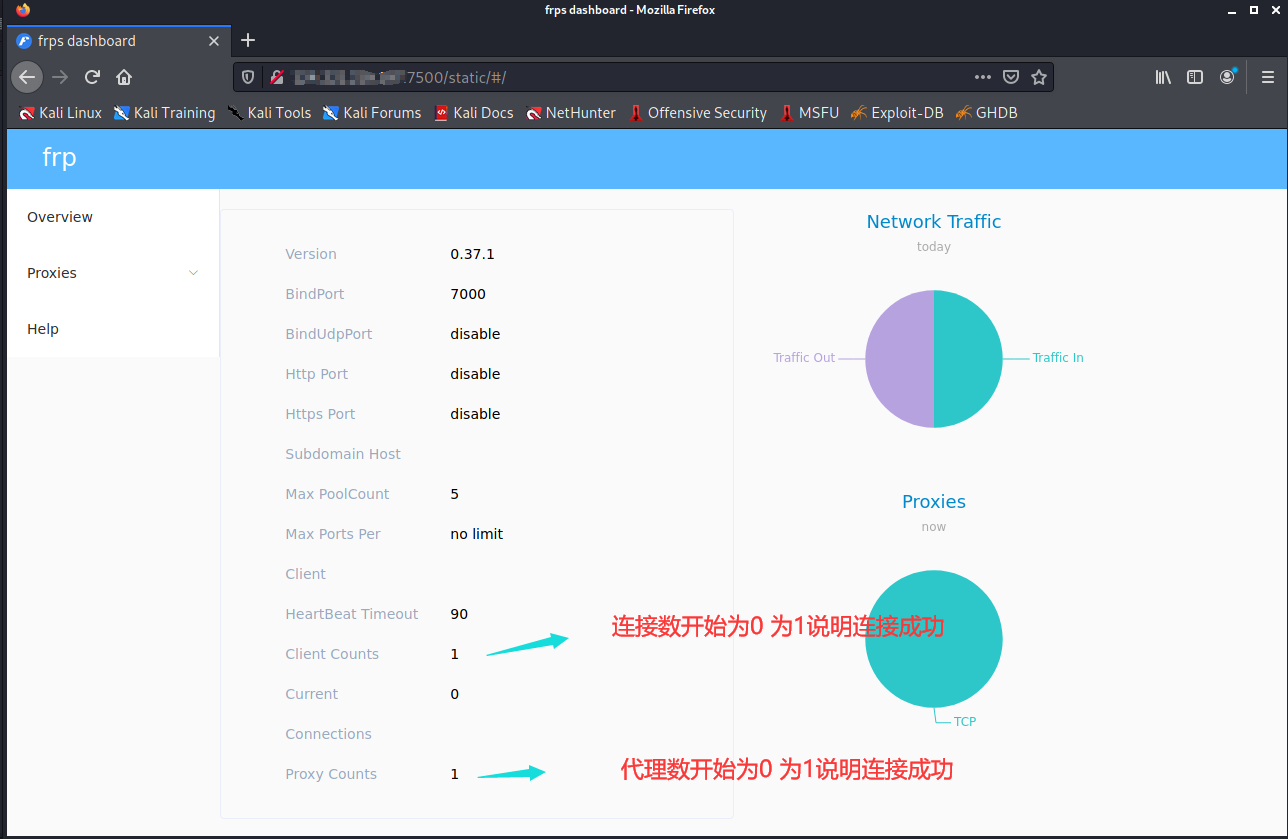 frps dashboard - Mozilla Firefox
frps dashboard
:7500/static/#/
Kali Linux Kali Training Kali Tools Kali Forums Kali Docs NetHunter Offensive Security MSFU Exploit-DB GHDB
frp
Overview
Proxies
Help
Version 0.37.1
BindPort 7000
BindUdpPort disable
Http Port disable
Https Port disable
Subdomain Host
Max PoolCount 5
Max Ports Per no limit
Client
HeartBeat Timeout 90
Client Counts 1
连接数开始为0 为1说明连接成功
Current 0
Connections
Proxy Counts 1
代理数开始为0 为1说明连接成功
Network Traffic
today
Traffic Out
Traffic In
Proxies
now
TCP